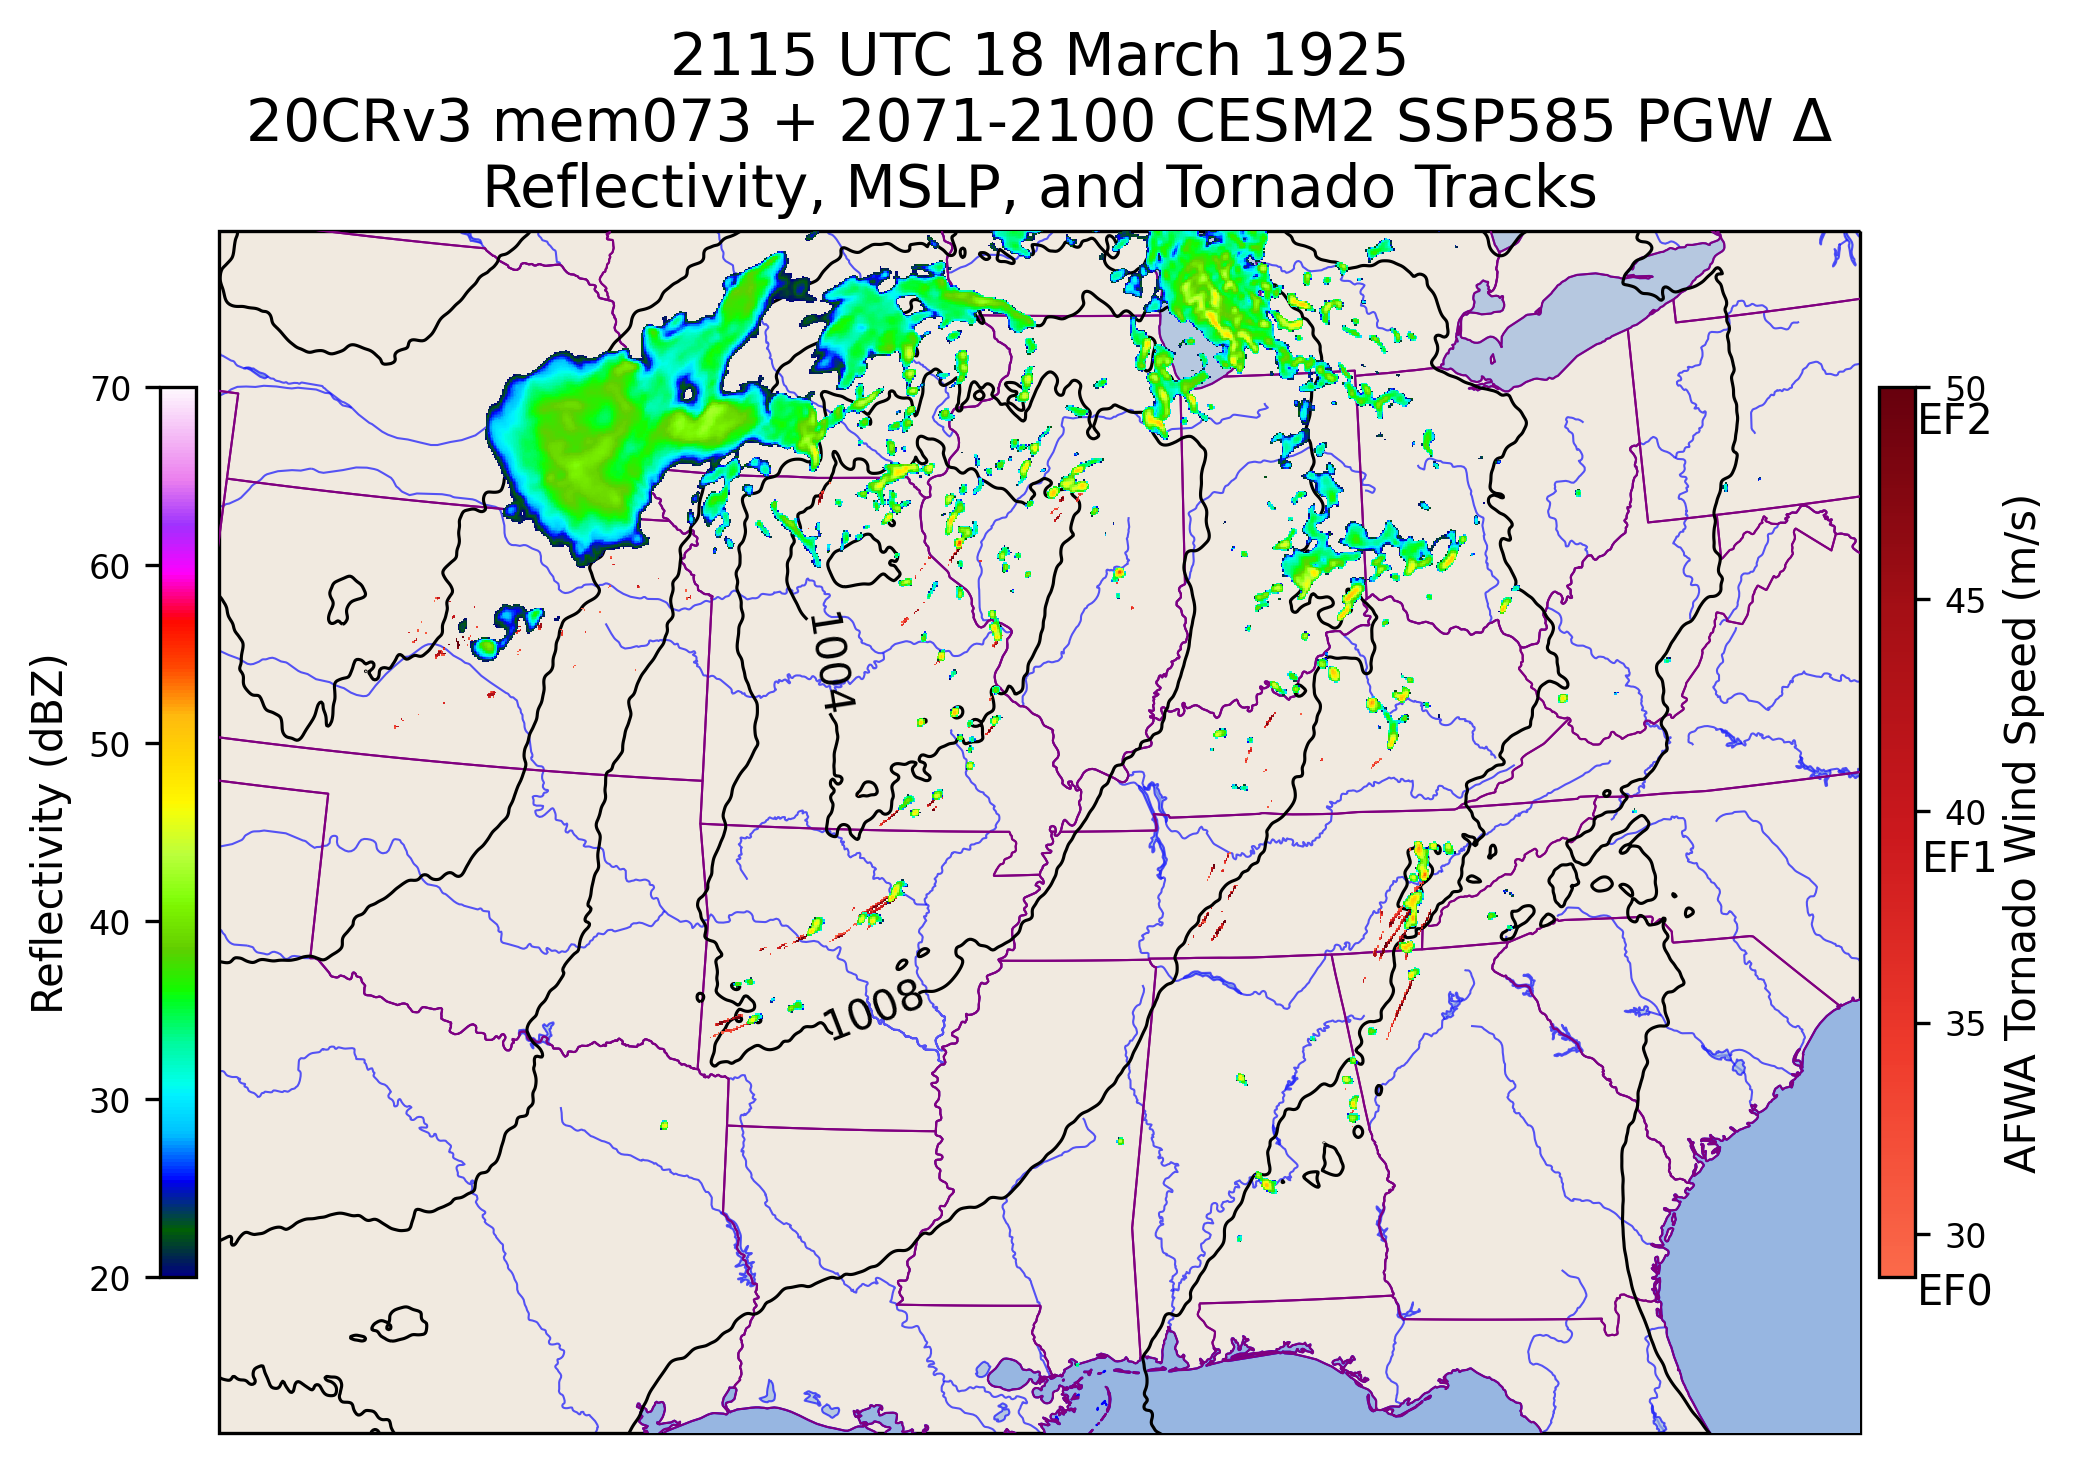 2115 UTC 18 March 1925
20CRv3 mem073 + 2071-2100 CESM2 SSP585 PGW Δ
Reflectivity, MSLP, and Tornado Tracks
70
60
50
40
30
20
Reflectivity (dBZ)
1004
1008
50
EF2
45
40
EF1
35
30
EF0
AFWA Tornado Wind Speed (m/s)